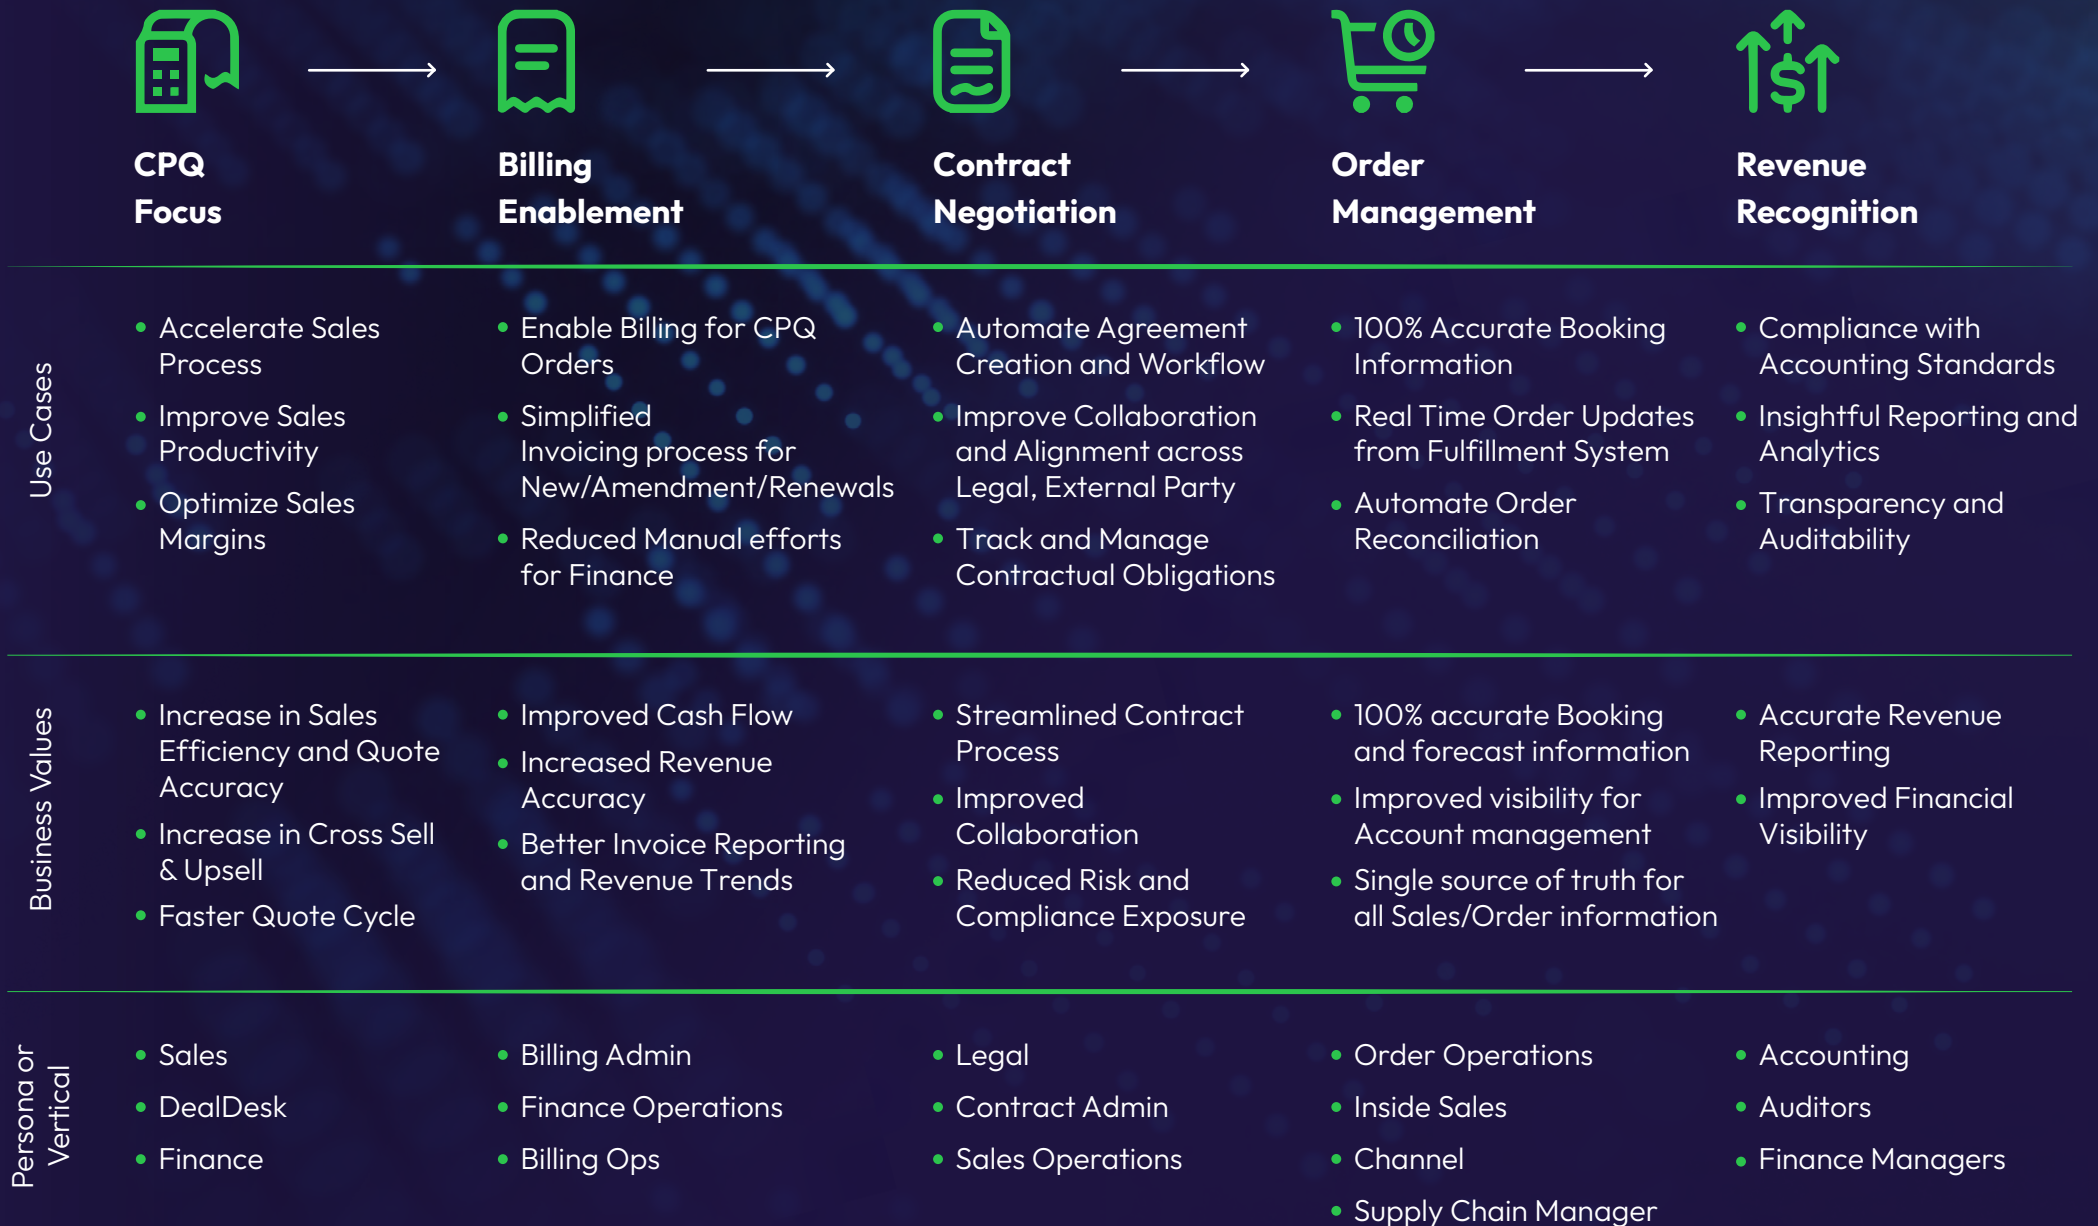 CPQ
Focus
Billing
Enablement
Contract
Negotiation
Order
Management
Revenue
Recognition
Use Cases
Accelerate Sales
Process
Improve Sales
Productivity
Optimize Sales
Margins
Enable Billing for CPQ
Orders
Simplified
Invoicing process for
New/Amendment/Renewals
Reduced Manual efforts
for Finance
Automate Agreement
Creation and Workflow
Improve Collaboration
and Alignment across
Legal, External Party
Track and Manage
Contractual Obligations
100% Accurate Booking
Information
Real Time Order Updates
from Fulfillment System
Automate Order
Reconciliation
Compliance with
Accounting Standards
Insightful Reporting and
Analytics
Transparency and
Auditability
Business Values
Increase in Sales
Efficiency and Quote
Accuracy
Increase in Cross Sell
& Upsell
Faster Quote Cycle
Improved Cash Flow
Increased Revenue
Accuracy
Better Invoice Reporting
and Revenue Trends
Streamlined Contract
Process
Improved
Collaboration
Reduced Risk and
Compliance Exposure
100% accurate Booking
and forecast information
Improved visibility for
Account management
Single source of truth for
all Sales/Order information
Accurate Revenue
Reporting
Improved Financial
Visibility
Persona or
Vertical
Sales
DealDesk
Finance
Billing Admin
Finance Operations
Billing Ops
Legal
Contract Admin
Sales Operations
Order Operations
Inside Sales
Channel
Supply Chain Manager
Accounting
Auditors
Finance Managers